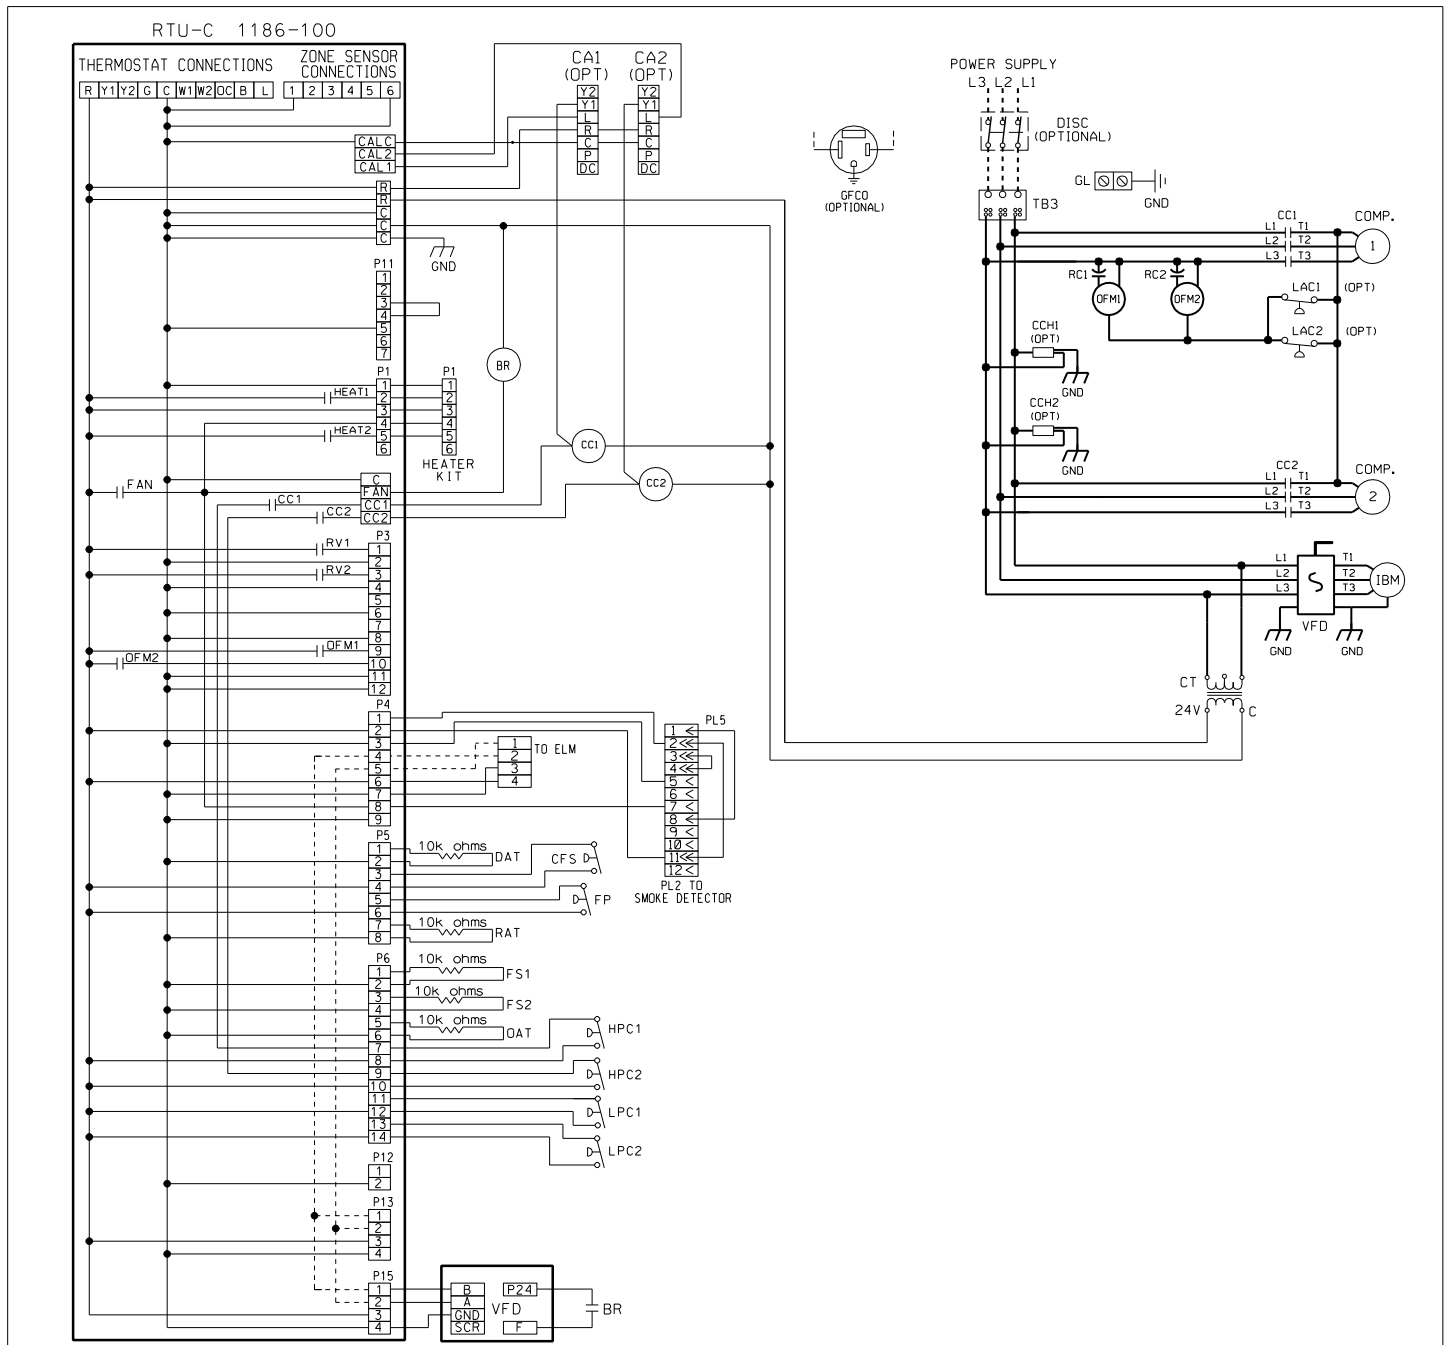 RTU-C 1186-100
THERMOSTAT CONNECTIONS
ZONE SENSOR
CONNECTIONS
R Y1 Y2 G C W1 W2 OC B L
1 2 3 4 5 6
CALC
CAL2
CAL1
R
R
C
C
C
GND
P11
1
2
3
4
5
6
7
P1
1
2
3
4
5
6
HEAT1
HEAT2
P1
1
2
3
4
5
6
HEATER
KIT
BR
FAN
CC1
CC2
C
FAN
CC1
CC2
P3
1
2
3
4
5
6
7
8
9
10
11
12
RV1
RV2
OFM1
OFM2
P4
1
2
3
4
5
6
7
8
9
1
2
3
4
TO ELM
P5
1
2
3
4
5
6
7
8
10k ohms
DAT
CFS
FP
10k ohms
RAT
P6
1
2
3
4
5
6
7
8
9
10
11
12
13
14
10k ohms
FS1
10k ohms
FS2
10k ohms
OAT
HPC1
HPC2
LPC1
LPC2
P12
1
2
P13
1
2
3
4
P15
1
2
3
4
B
A
GND
SCR
VFD
P24
F
BR
CA1
(OPT)
Y2
Y1
L
R
C
P
DC
CA2
(OPT)
Y2
Y1
L
R
C
P
DC
CC1
CC2
PL5
1
2
3
4
5
6
7
8
9
10
11
12
PL2 TO
SMOKE DETECTOR
GFCO
(OPTIONAL)
POWER SUPPLY
L3 L2 L1
DISC
(OPTIONAL)
GL
GND
TB3
CC1
COMP.
L1 T1
L2 T2
L3 T3
1
RC1
OFM1
RC2
OFM2
LAC1
(OPT)
LAC2
(OPT)
CCH1
(OPT)
GND
CCH2
(OPT)
GND
CC2
COMP.
L1 T1
L2 T2
L3 T3
2
L1 T1
L2 T2
L3 T3
IBM
VFD
GND
GND
CT
24V
C